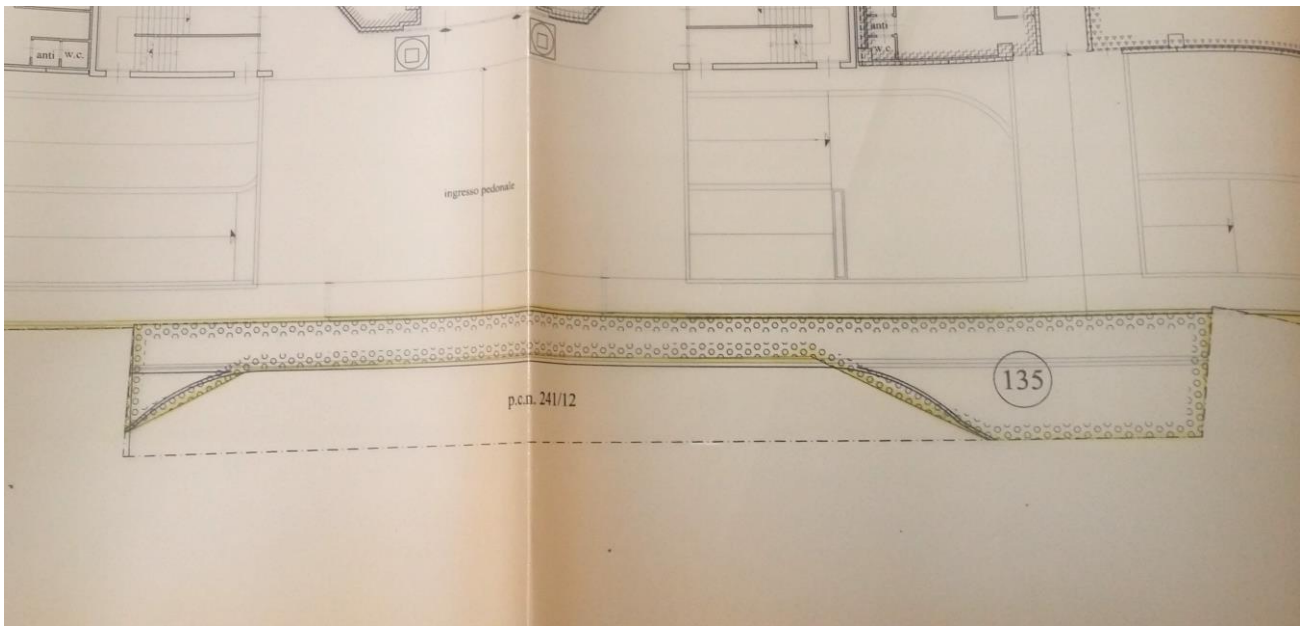 anti w.c.
anti
w.c.
ingresso pedonale
135
p.c.n. 241/12